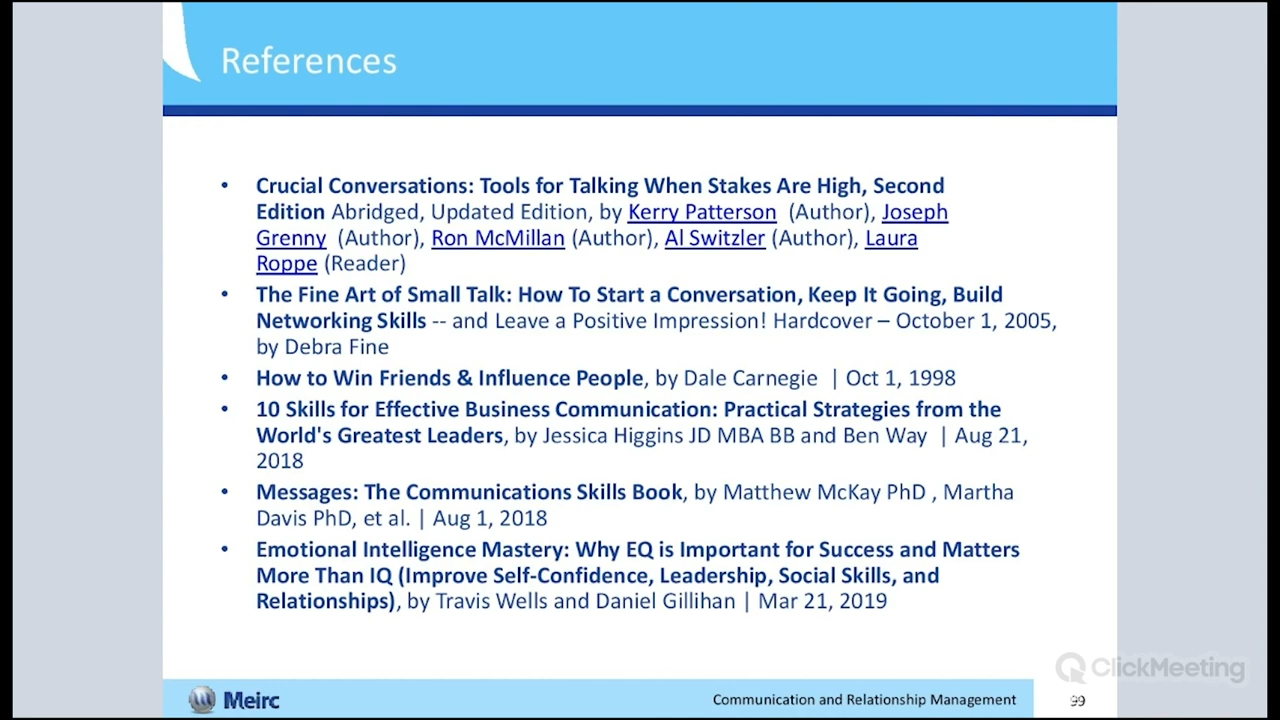 References
• Crucial Conversations: Tools for Talking When Stakes Are High, Second
Edition Abridged, Updated Edition, by Kerry Patterson (Author), Joseph
Grenny (Author), Ron McMillan (Author), Al Switzler (Author), Laura
Roppe (Reader)
• The Fine Art of Small Talk: How To Start a Conversation, Keep It Going, Build
Networking Skills -- and Leave a Positive Impression! Hardcover – October 1, 2005,
by Debra Fine
• How to Win Friends & Influence People, by Dale Carnegie | Oct 1, 1998
• 10 Skills for Effective Business Communication: Practical Strategies from the
World's Greatest Leaders, by Jessica Higgins JD MBA BB and Ben Way | Aug 21,
2018
• Messages: The Communications Skills Book, by Matthew McKay PhD , Martha
Davis PhD, et al. | Aug 1, 2018
• Emotional Intelligence Mastery: Why EQ is Important for Success and Matters
More Than IQ (Improve Self-Confidence, Leadership, Social Skills, and
Relationships), by Travis Wells and Daniel Gillihan | Mar 21, 2019
ClickMeeting
Meirc
Communication and Relationship Management
99